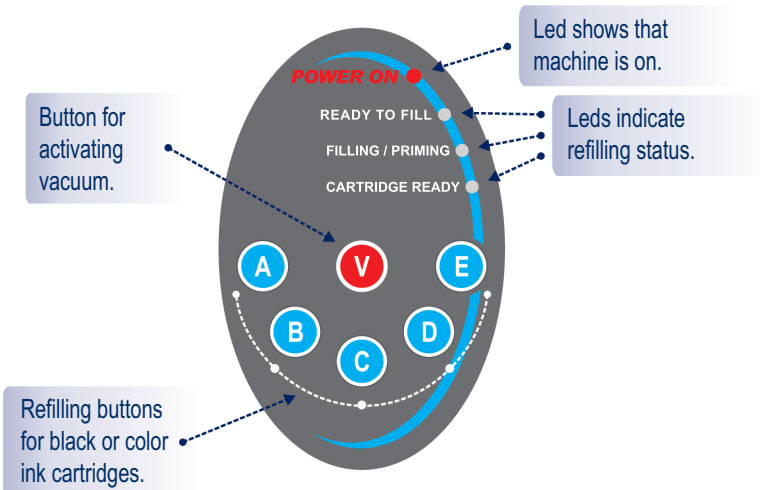 Led shows that
machine is on.
POWER ON
READY TO FILL
Leds indicate
refilling status.
Button for
activating
vacuum.
FILLING / PRIMING
CARTRIDGE READY
A
V
E
B
D
C
Refilling buttons
for black or color
ink cartridges.